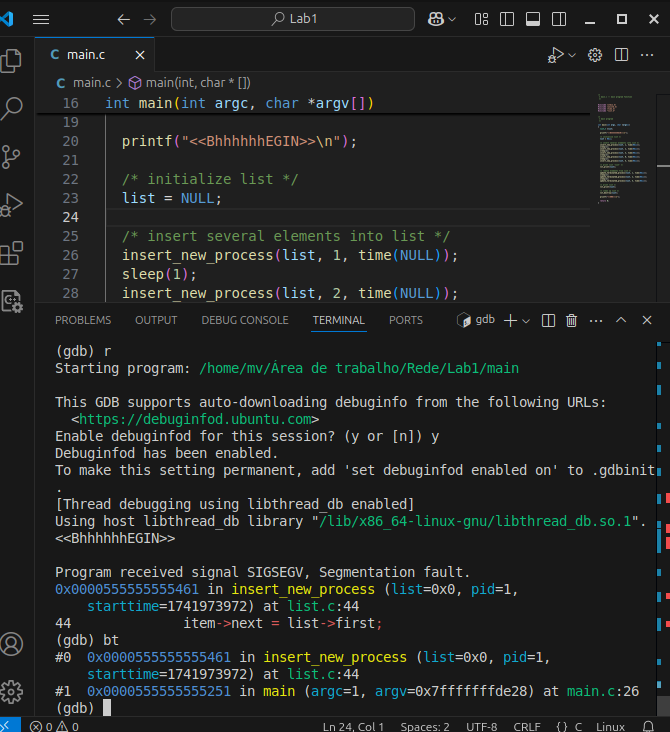 Lab1
main.c
main.c > main(int, char * [])
16 int main(int argc, char *argv[])
19
20 printf("<<BhhhhhhEGIN>>\n");
21
22 /* initialize list */
23 list = NULL;
24
25 /* insert several elements into list */
26 insert_new_process(list, 1, time(NULL));
27 sleep(1);
28 insert_new_process(list, 2, time(NULL));
PROBLEMS OUTPUT DEBUG CONSOLE TERMINAL PORTS gdb
(gdb) r
Starting program: /home/mv/Área de trabalho/Rede/Lab1/main
This GDB supports auto-downloading debuginfo from the following URLs:
<https://debuginfod.ubuntu.com>
Enable debuginfod for this session? (y or [n]) y
Debuginfod has been enabled.
To make this setting permanent, add 'set debuginfod enabled on' to .gdbinit
.
[Thread debugging using libthread_db enabled]
Using host libthread_db library "/lib/x86_64-linux-gnu/libthread_db.so.1".
<<BhhhhhhEGIN>>
Program received signal SIGSEGV, Segmentation fault.
0x0000555555555461 in insert_new_process (list=0x0, pid=1,
starttime=1741973972) at list.c:44
44 item->next = list->first;
(gdb) bt
#0 0x0000555555555461 in insert_new_process (list=0x0, pid=1,
starttime=1741973972) at list.c:44
#1 0x0000555555555251 in main (argc=1, argv=0x7fffffffde28) at main.c:26
(gdb)
0 0 Ln 24, Col 1 Spaces: 2 UTF-8 CRLF {} C Linux